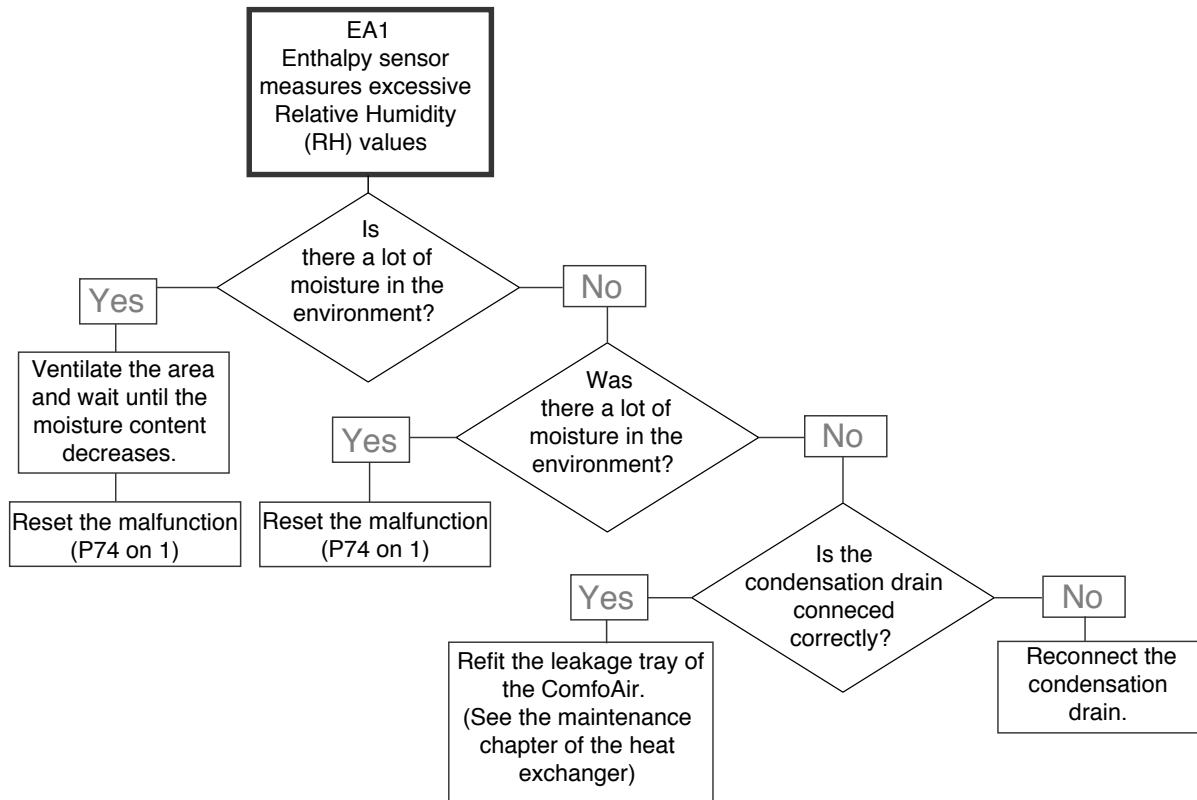 EA1
Enthalpy sensor
measures excessive
Relative Humidity
(RH) values
Is
there a lot of
moisture in the
environment?
Yes
No
Ventilate the area
and wait until the
moisture content
decreases.
Reset the malfunction
(P74 on 1)
Was
there a lot of
moisture in the
environment?
Yes
No
Reset the malfunction
(P74 on 1)
Is the
condensation drain
conneced
correctly?
Yes
No
Refit the leakage tray of
the ComfoAir.
(See the maintenance
chapter of the heat
exchanger)
Reconnect the
condensation
drain.